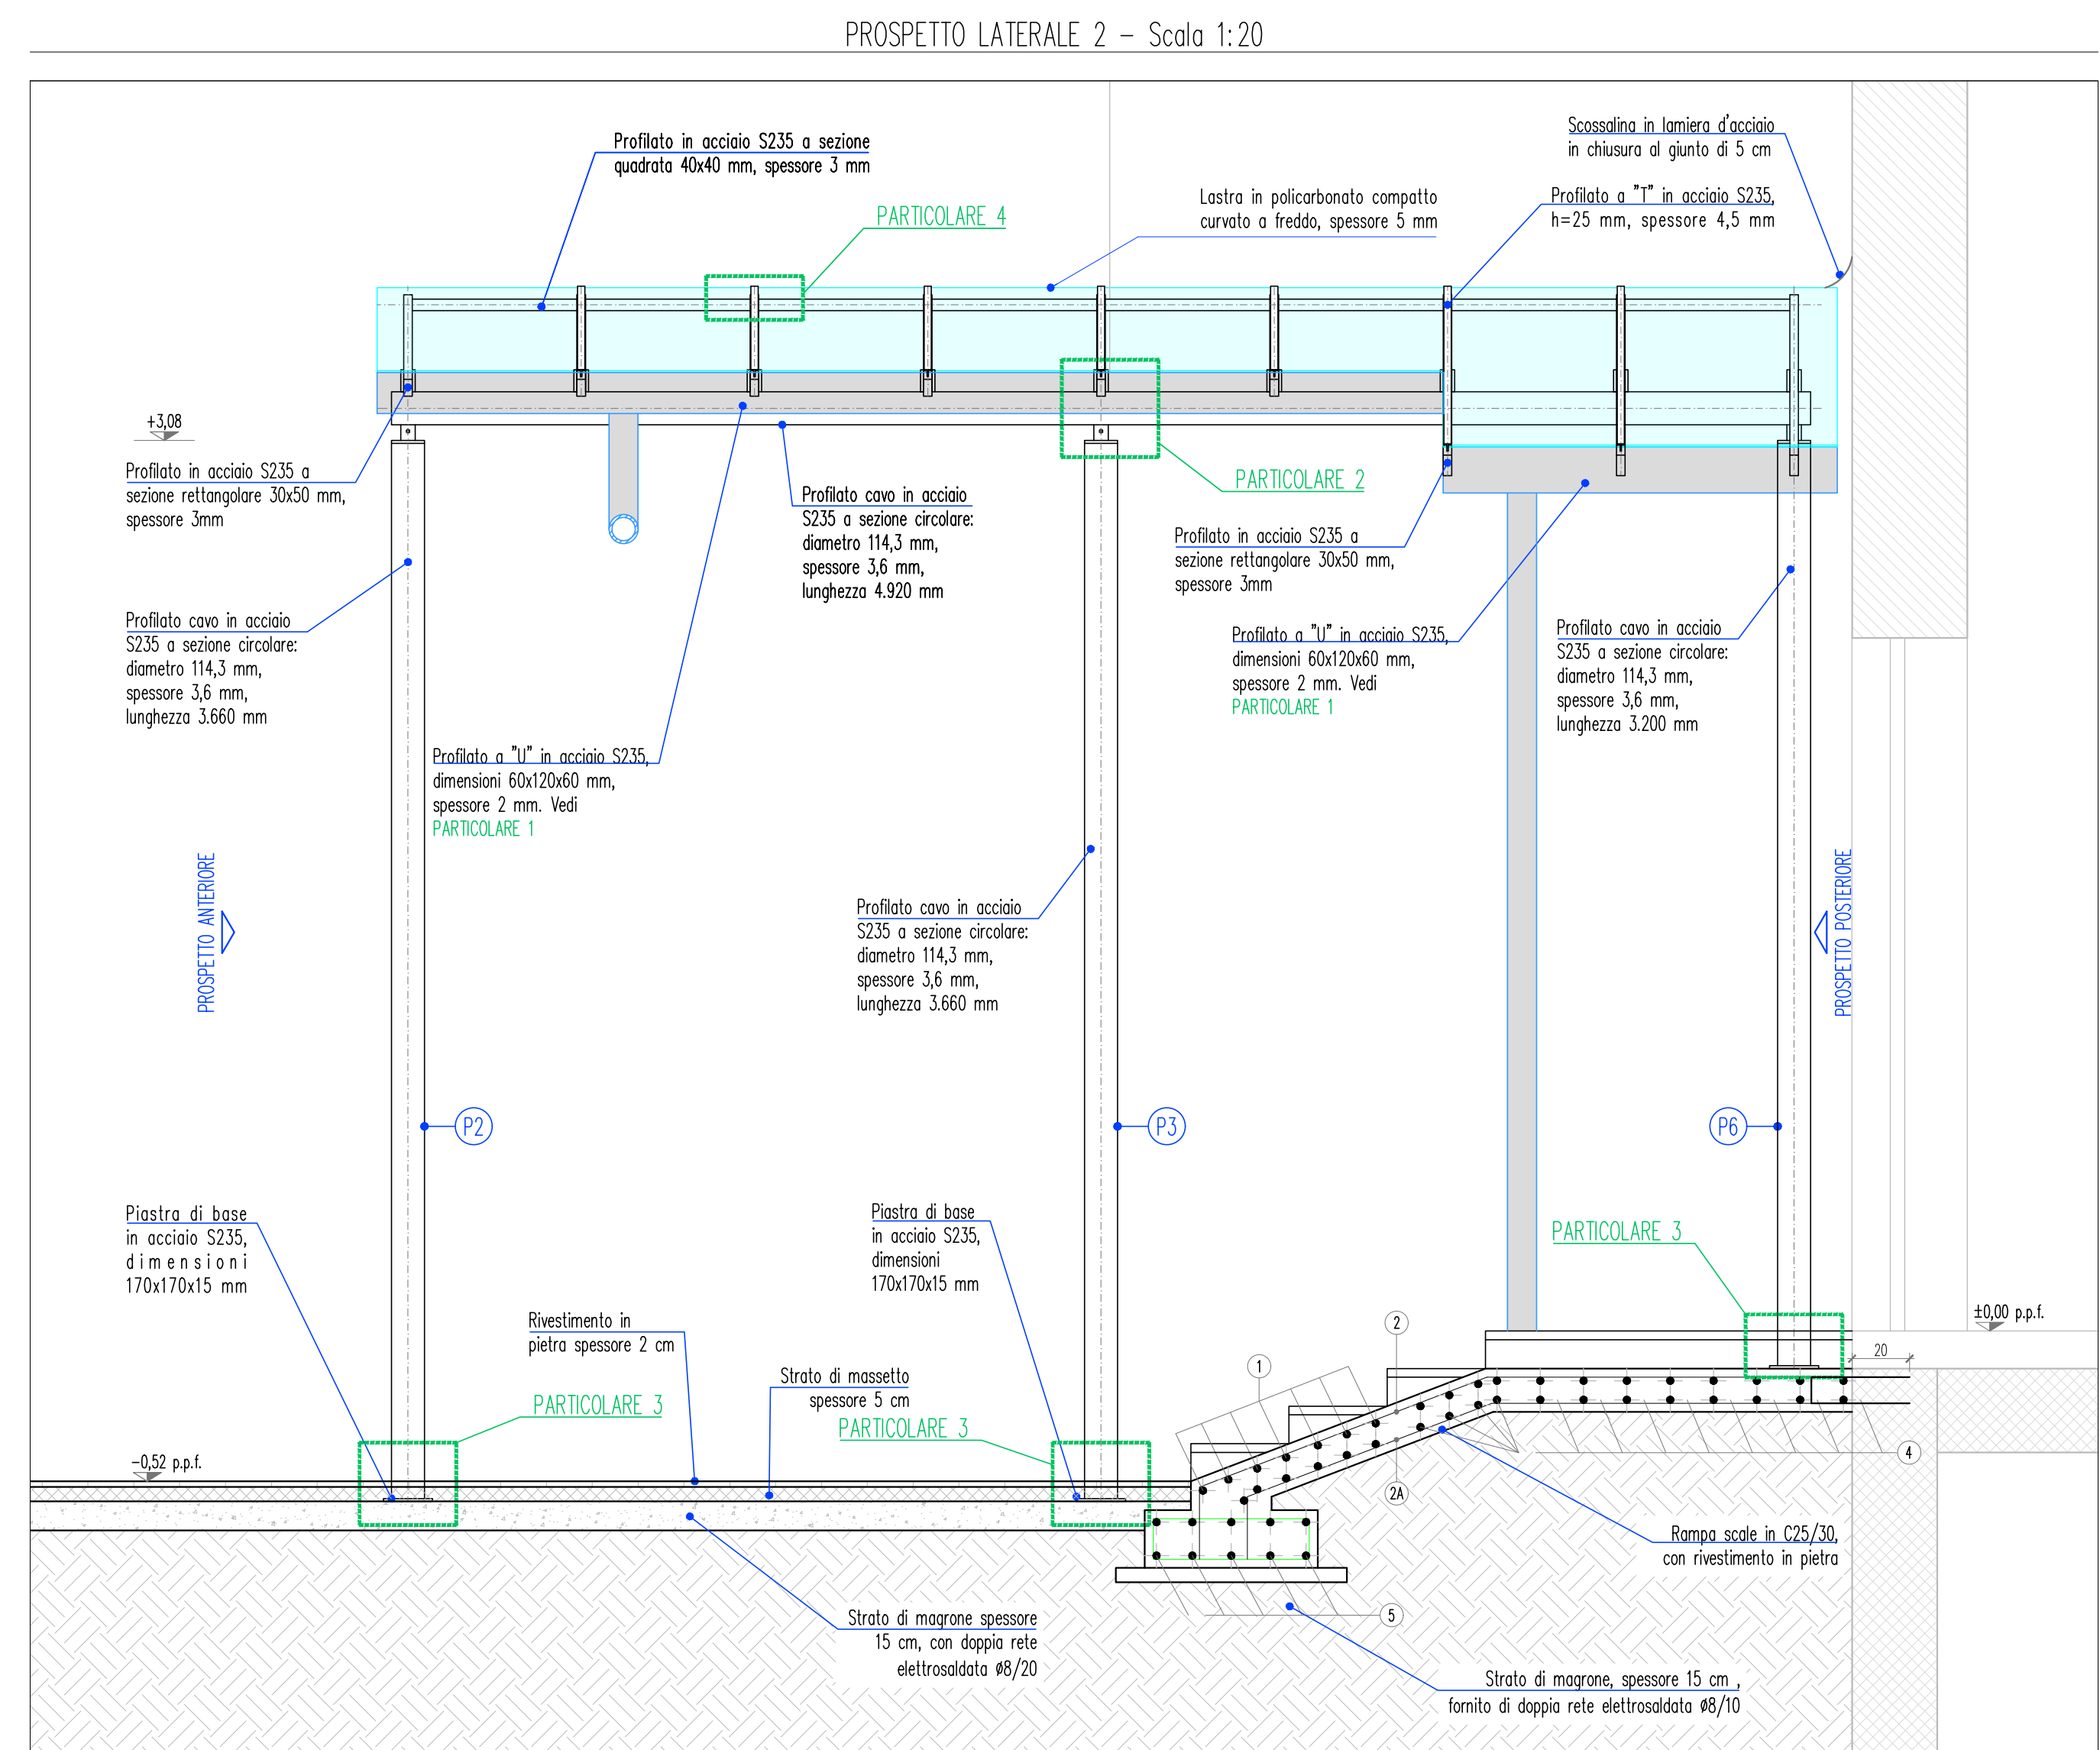 PROSPETTO LATERALE 2 – Scala 1:20
Profilato in acciaio S235 a sezione
quadrata 40x40 mm, spessore 3 mm
PARTICOLARE 4
Lastra in policarbonato compatto
curvato a freddo, spessore 5 mm
Scossalina in lamiera d'acciaio
in chiusura al giunto di 5 cm
Profilato a "T" in acciaio S235,
h=25 mm, spessore 4,5 mm
+3,08
Profilato in acciaio S235 a
sezione rettangolare 30x50 mm,
spessore 3mm
Profilato cavo in acciaio
S235 a sezione circolare:
diametro 114,3 mm,
spessore 3,6 mm,
lunghezza 4.920 mm
PARTICOLARE 2
Profilato in acciaio S235 a
sezione rettangolare 30x50 mm,
spessore 3mm
Profilato cavo in acciaio
S235 a sezione circolare:
diametro 114,3 mm,
spessore 3,6 mm,
lunghezza 3.660 mm
Profilato a "U" in acciaio S235,
dimensioni 60x120x60 mm,
spessore 2 mm. Vedi
PARTICOLARE 1
Profilato cavo in acciaio
S235 a sezione circolare:
diametro 114,3 mm,
spessore 3,6 mm,
lunghezza 3.200 mm
Profilato a "U" in acciaio S235,
dimensioni 60x120x60 mm,
spessore 2 mm. Vedi
PARTICOLARE 1
PROSPETTO ANTERIORE
Profilato cavo in acciaio
S235 a sezione circolare:
diametro 114,3 mm,
spessore 3,6 mm,
lunghezza 3.660 mm
PROSPETTO POSTERIORE
P2
P3
P6
Piastra di base
in acciaio S235,
dimensioni
170x170x15 mm
Piastra di base
in acciaio S235,
dimensioni
170x170x15 mm
PARTICOLARE 3
±0,00 p.p.f.
Rivestimento in
pietra spessore 2 cm
2
20
1
Strato di massetto
spessore 5 cm
PARTICOLARE 3
PARTICOLARE 3
-0,52 p.p.f.
4
2A
Rampa scale in C25/30,
con rivestimento in pietra
5
Strato di magrone spessore
15 cm, con doppia rete
elettrosaldata ø8/20
Strato di magrone, spessore 15 cm ,
fornito di doppia rete elettrosaldata ø8/10